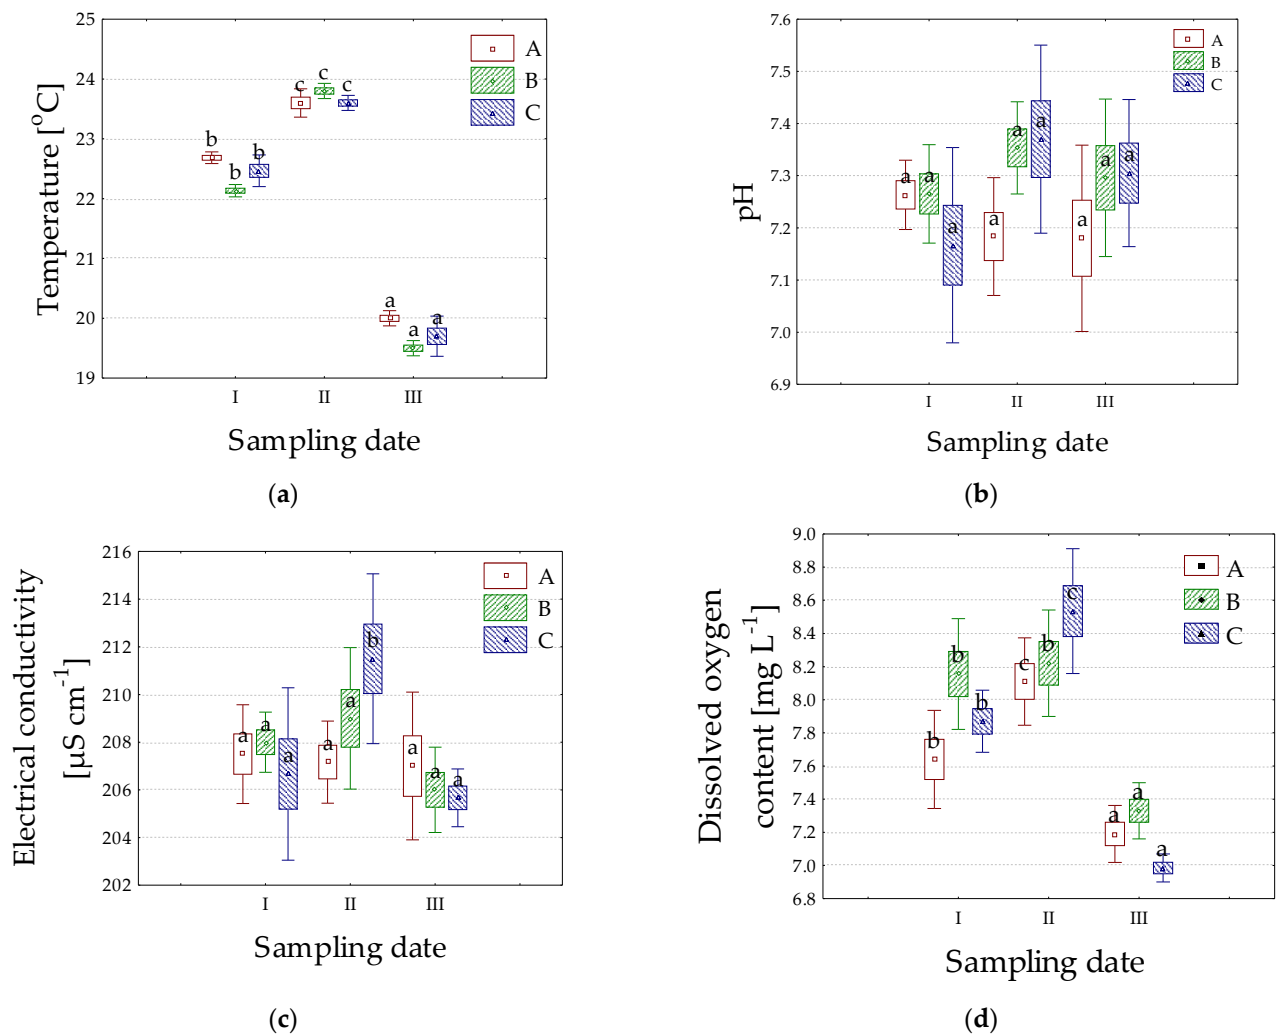 25
24
23
22
21
20
19
Temperature [°C]
A
B
C
b
b
b
c
c
c
a
a
a
I
II
III
Sampling date
(a)
7.6
7.5
7.4
7.3
7.2
7.1
7.0
6.9
pH
A
B
C
a
a
a
a
a
a
a
a
a
I
II
III
Sampling date
(b)
216
214
212
210
208
206
204
202
Electrical conductivity
[µS cm⁻¹]
A
B
C
a
a
a
a
a
b
a
a
a
I
II
III
Sampling date
(c)
9.0
8.8
8.6
8.4
8.2
8.0
7.8
7.6
7.4
7.2
7.0
6.8
Dissolved oxygen
content [mg L⁻¹]
A
B
C
b
b
b
c
b
c
a
a
a
I
II
III
Sampling date
(d)